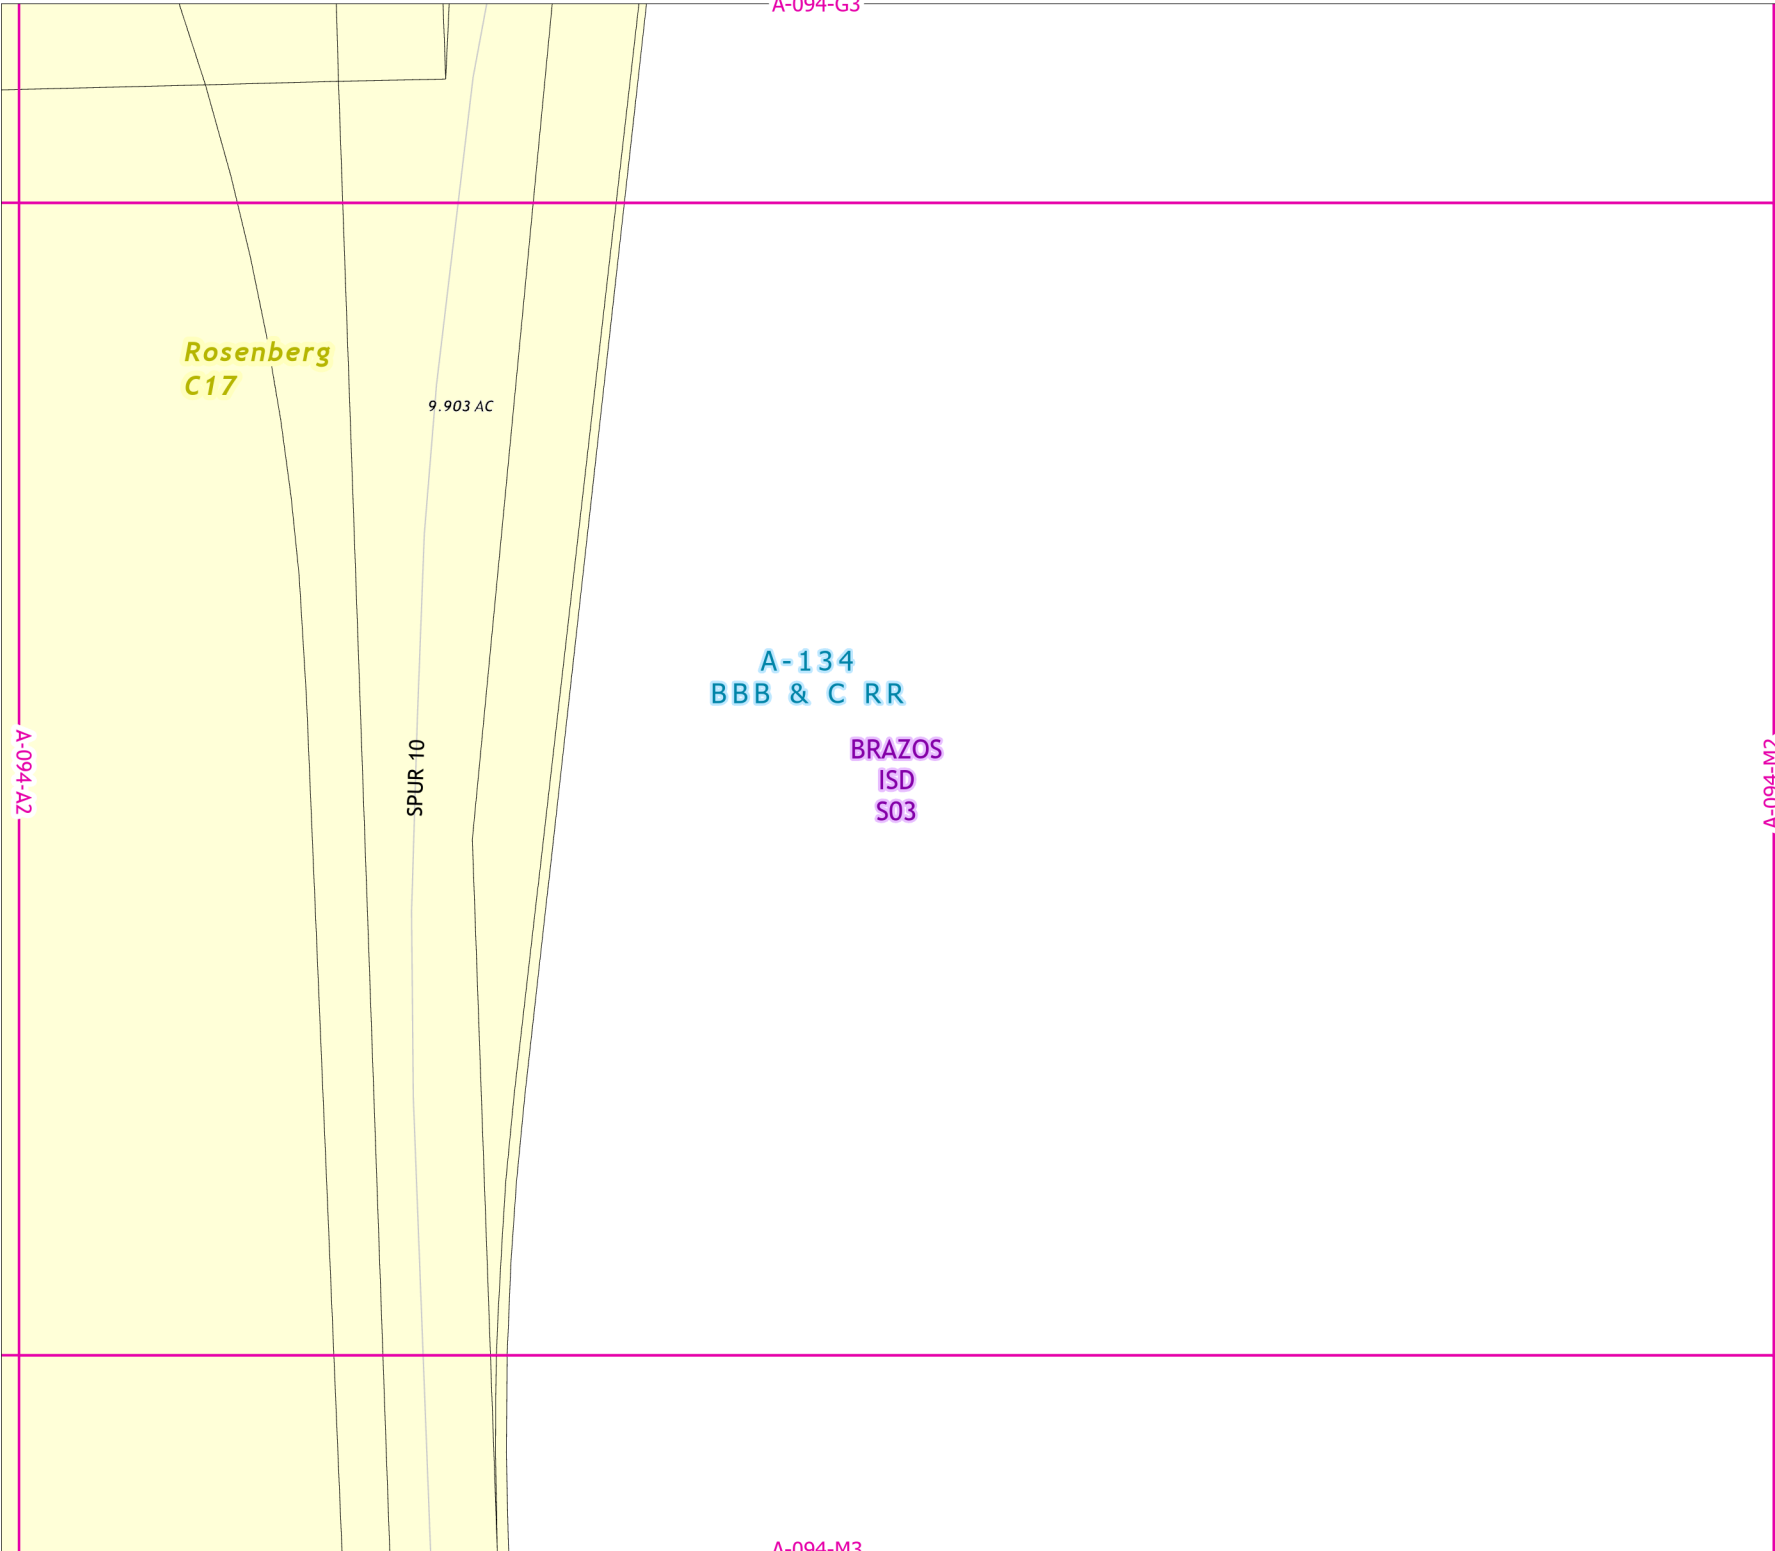 A-094-G3
Rosenberg
C17
9.903 AC
A-134
BBB & C RR
BRAZOS
ISD
S03
SPUR 10
A-094-A2
A-094-M2
A-094-M3